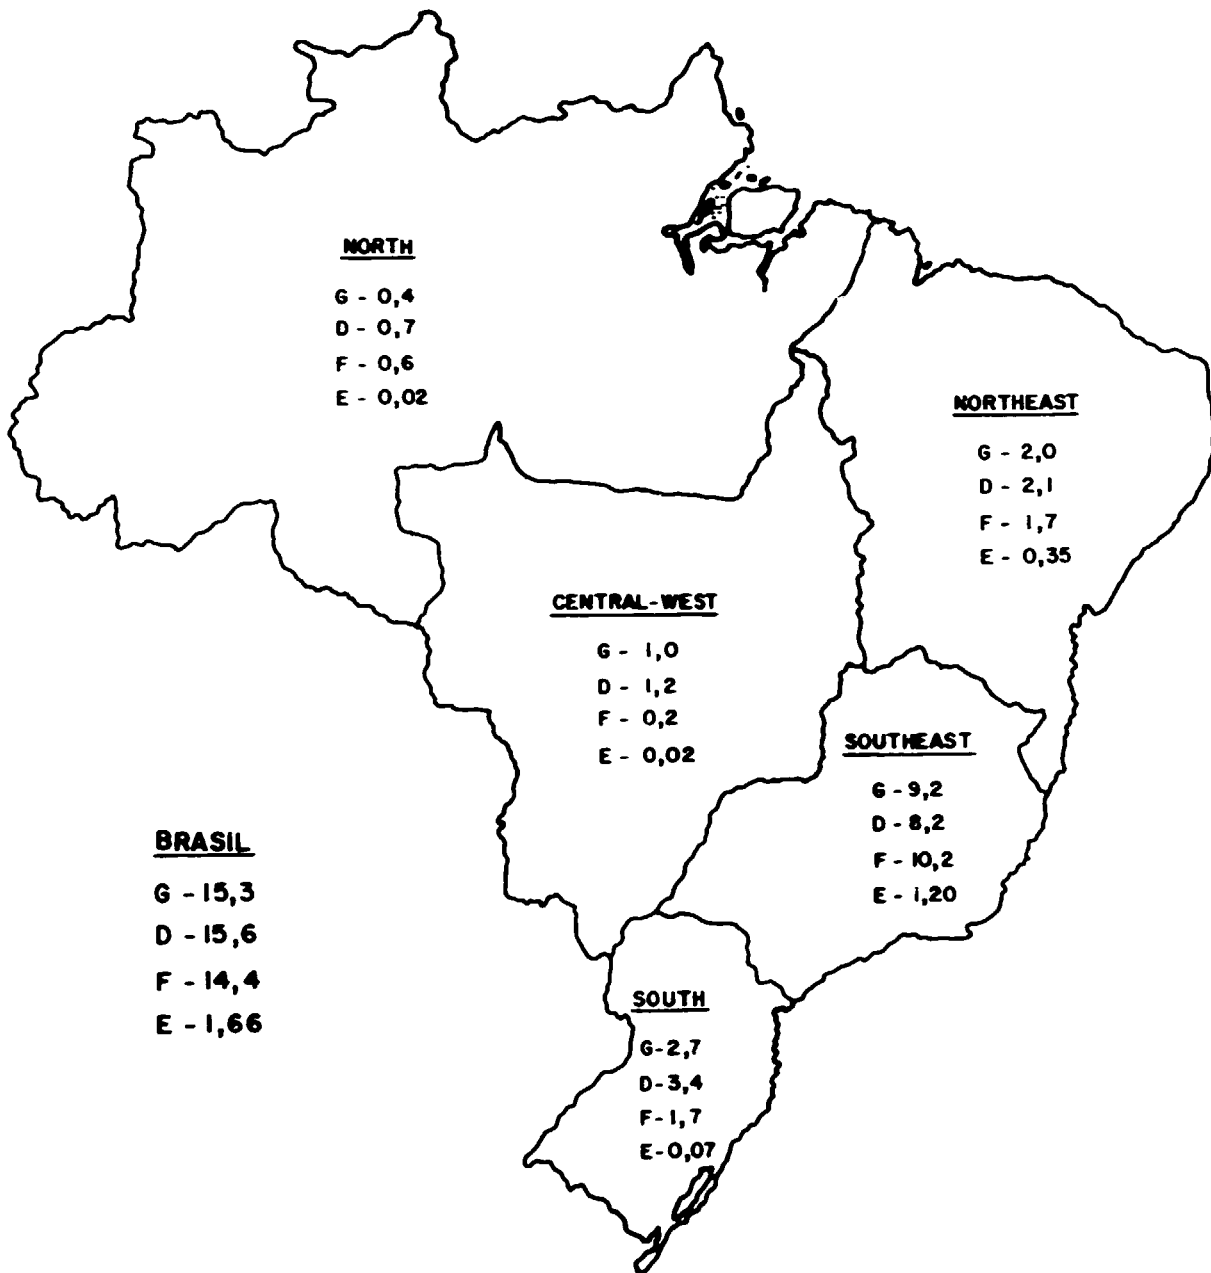 NORTH
G - 0,4
D - 0,7
F - 0,6
E - 0,02
NORTHEAST
G - 2,0
D - 2,1
F - 1,7
E - 0,35
CENTRAL-WEST
G - 1,0
D - 1,2
F - 0,2
E - 0,02
SOUTHEAST
G - 9,2
D - 8,2
F - 10,2
E - 1,20
BRASIL
G - 15,3
D - 15,6
F - 14,4
E - 1,66
SOUTH
G - 2,7
D - 3,4
F - 1,7
E - 0,07